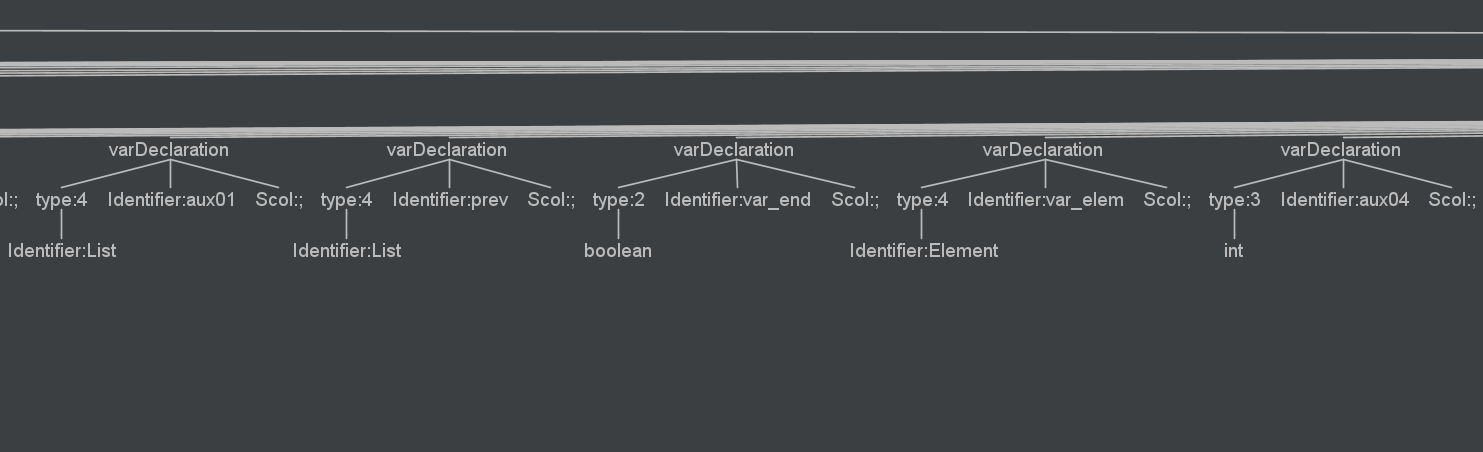 varDeclaration varDeclaration varDeclaration varDeclaration varDeclaration
ol:; type:4 Identifier:aux01 Scol:; type:4 Identifier:prev Scol:; type:2 Identifier:var_end Scol:; type:4 Identifier:var_elem Scol:; type:3 Identifier:aux04 Scol:;
Identifier:List Identifier:List boolean Identifier:Element int